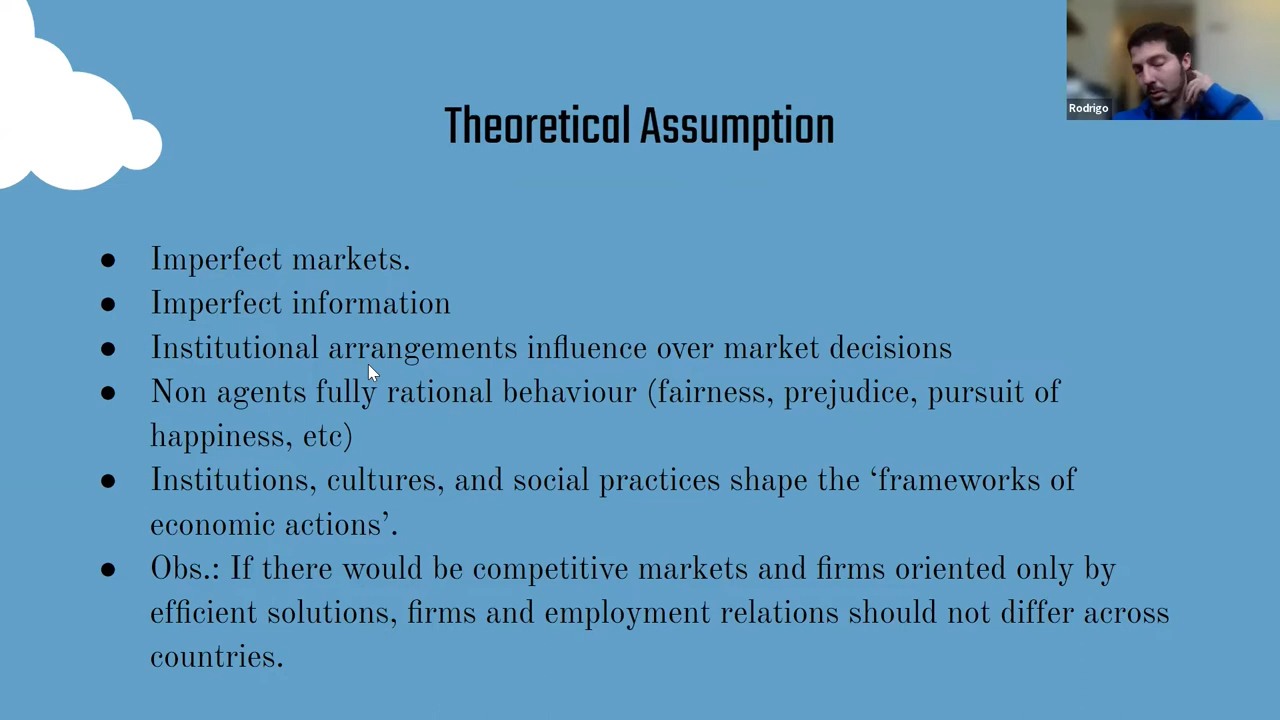 Rodrigo
Theoretical Assumption
● Imperfect markets.
● Imperfect information
● Institutional arrangements influence over market decisions
● Non agents fully rational behaviour (fairness, prejudice, pursuit of
happiness, etc)
● Institutions, cultures, and social practices shape the ‘frameworks of
economic actions’.
● Obs.: If there would be competitive markets and firms oriented only by
efficient solutions, firms and employment relations should not differ across
countries.